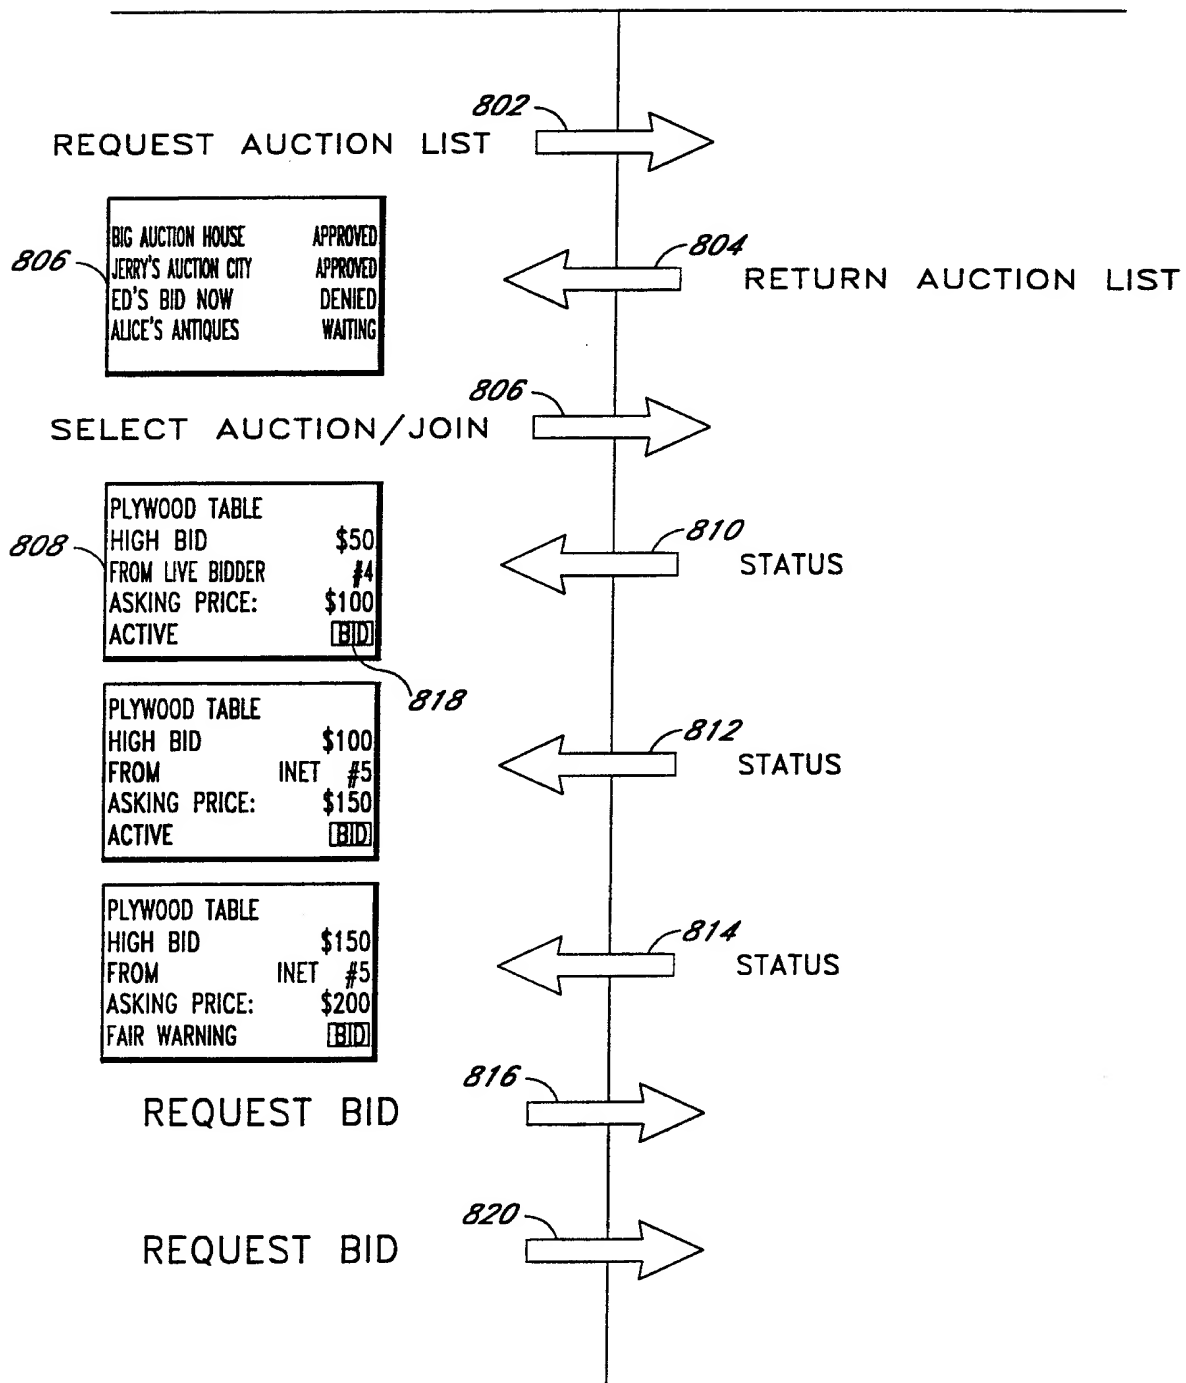 802
REQUEST AUCTION LIST
BIG AUCTION HOUSE APPROVED
JERRY'S AUCTION CITY APPROVED
ED'S BID NOW DENIED
ALICE'S ANTIQUES WAITING
806
804
RETURN AUCTION LIST
806
SELECT AUCTION/JOIN
PLYWOOD TABLE
HIGH BID $50
FROM LIVE BIDDER #4
ASKING PRICE: $100
ACTIVE BID
808
818
810
STATUS
PLYWOOD TABLE
HIGH BID $100
FROM INET #5
ASKING PRICE: $150
ACTIVE BID
812
STATUS
PLYWOOD TABLE
HIGH BID $150
FROM INET #5
ASKING PRICE: $200
FAIR WARNING BID
814
STATUS
816
REQUEST BID
820
REQUEST BID